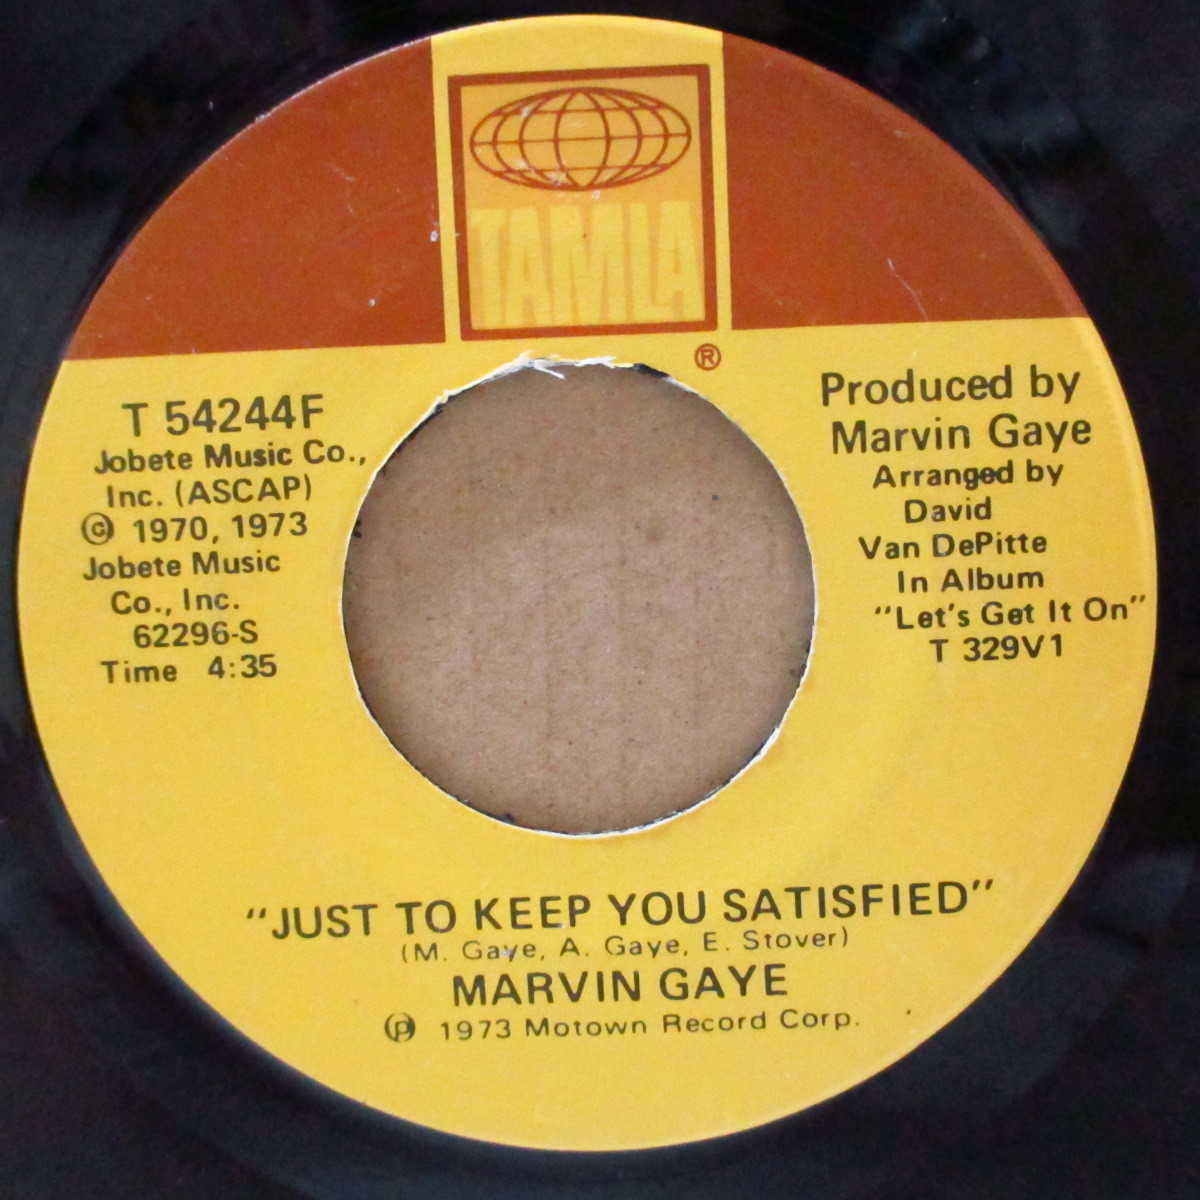 TAMLA
®
T 54244F
Jobete Music Co.,
Inc. (ASCAP)
© 1970, 1973
Jobete Music
Co., Inc.
62296-S
Time 4:35
Produced by
Marvin Gaye
Arranged by
David
Van DePitte
In Album
"Let's Get It On"
T 329V1
"JUST TO KEEP YOU SATISFIED"
(M. Gaye, A. Gaye, E. Stover)
MARVIN GAYE
℗ 1973 Motown Record Corp.